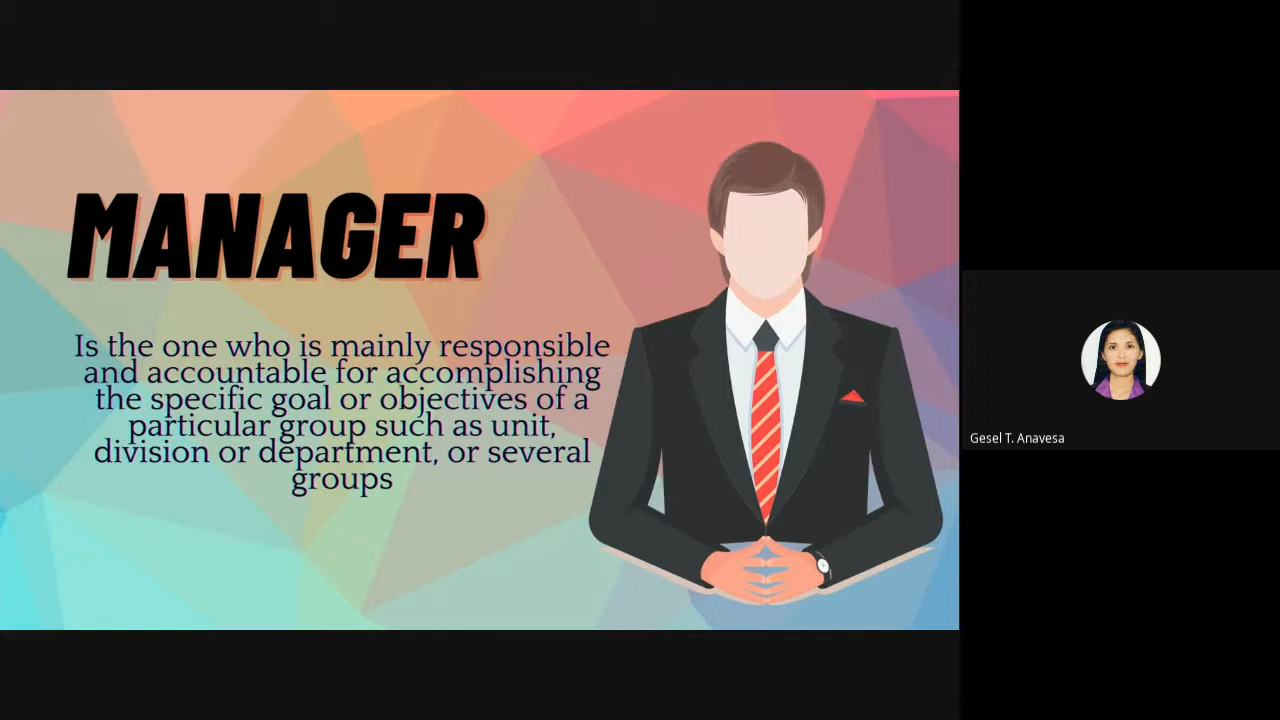 MANAGER
Is the one who is mainly responsible
and accountable for accomplishing
the specific goal or objectives of a
particular group such as unit,
division or department, or several
groups
Gesel T. Anavesa